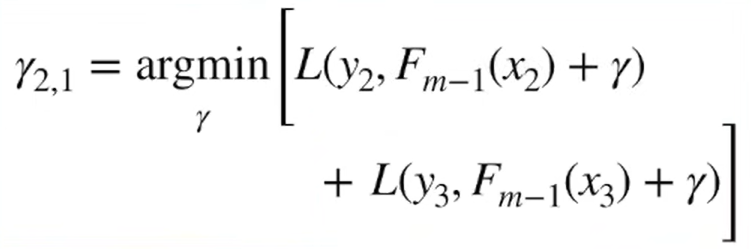 γ₂,₁ = argmin [ L(y₂, Fₘ₋₁(x₂) + γ)
γ
+ L(y₃, Fₘ₋₁(x₃) + γ) ]